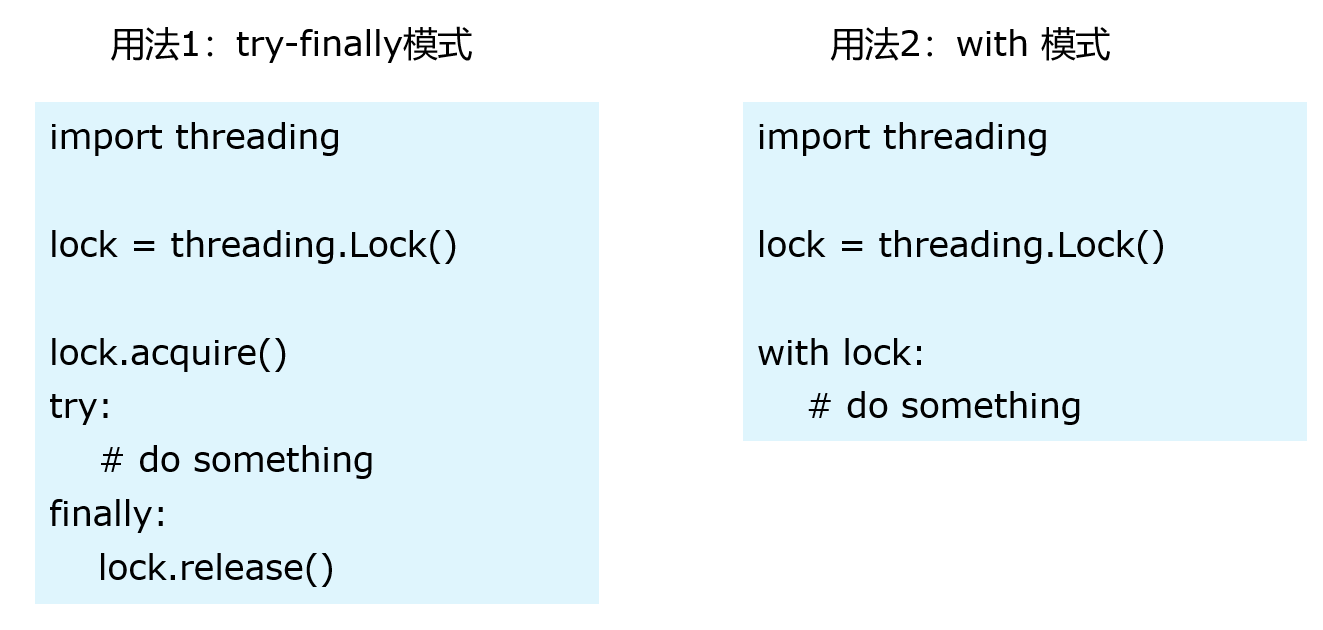 用法1：try-finally模式
import threading
lock = threading.Lock()
lock.acquire()
try:
# do something
finally:
lock.release()
用法2：with 模式
import threading
lock = threading.Lock()
with lock:
# do something